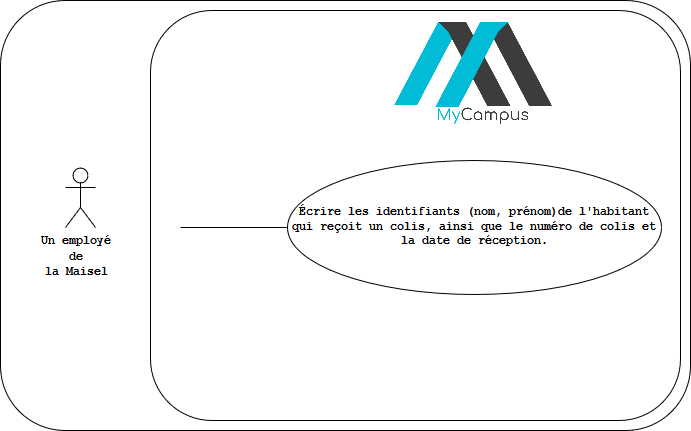 MyCampus
Écrire les identifiants (nom, prénom)de l'habitant
qui reçoit un colis, ainsi que le numéro de colis et
la date de réception.
Un employé
de
la Maisel